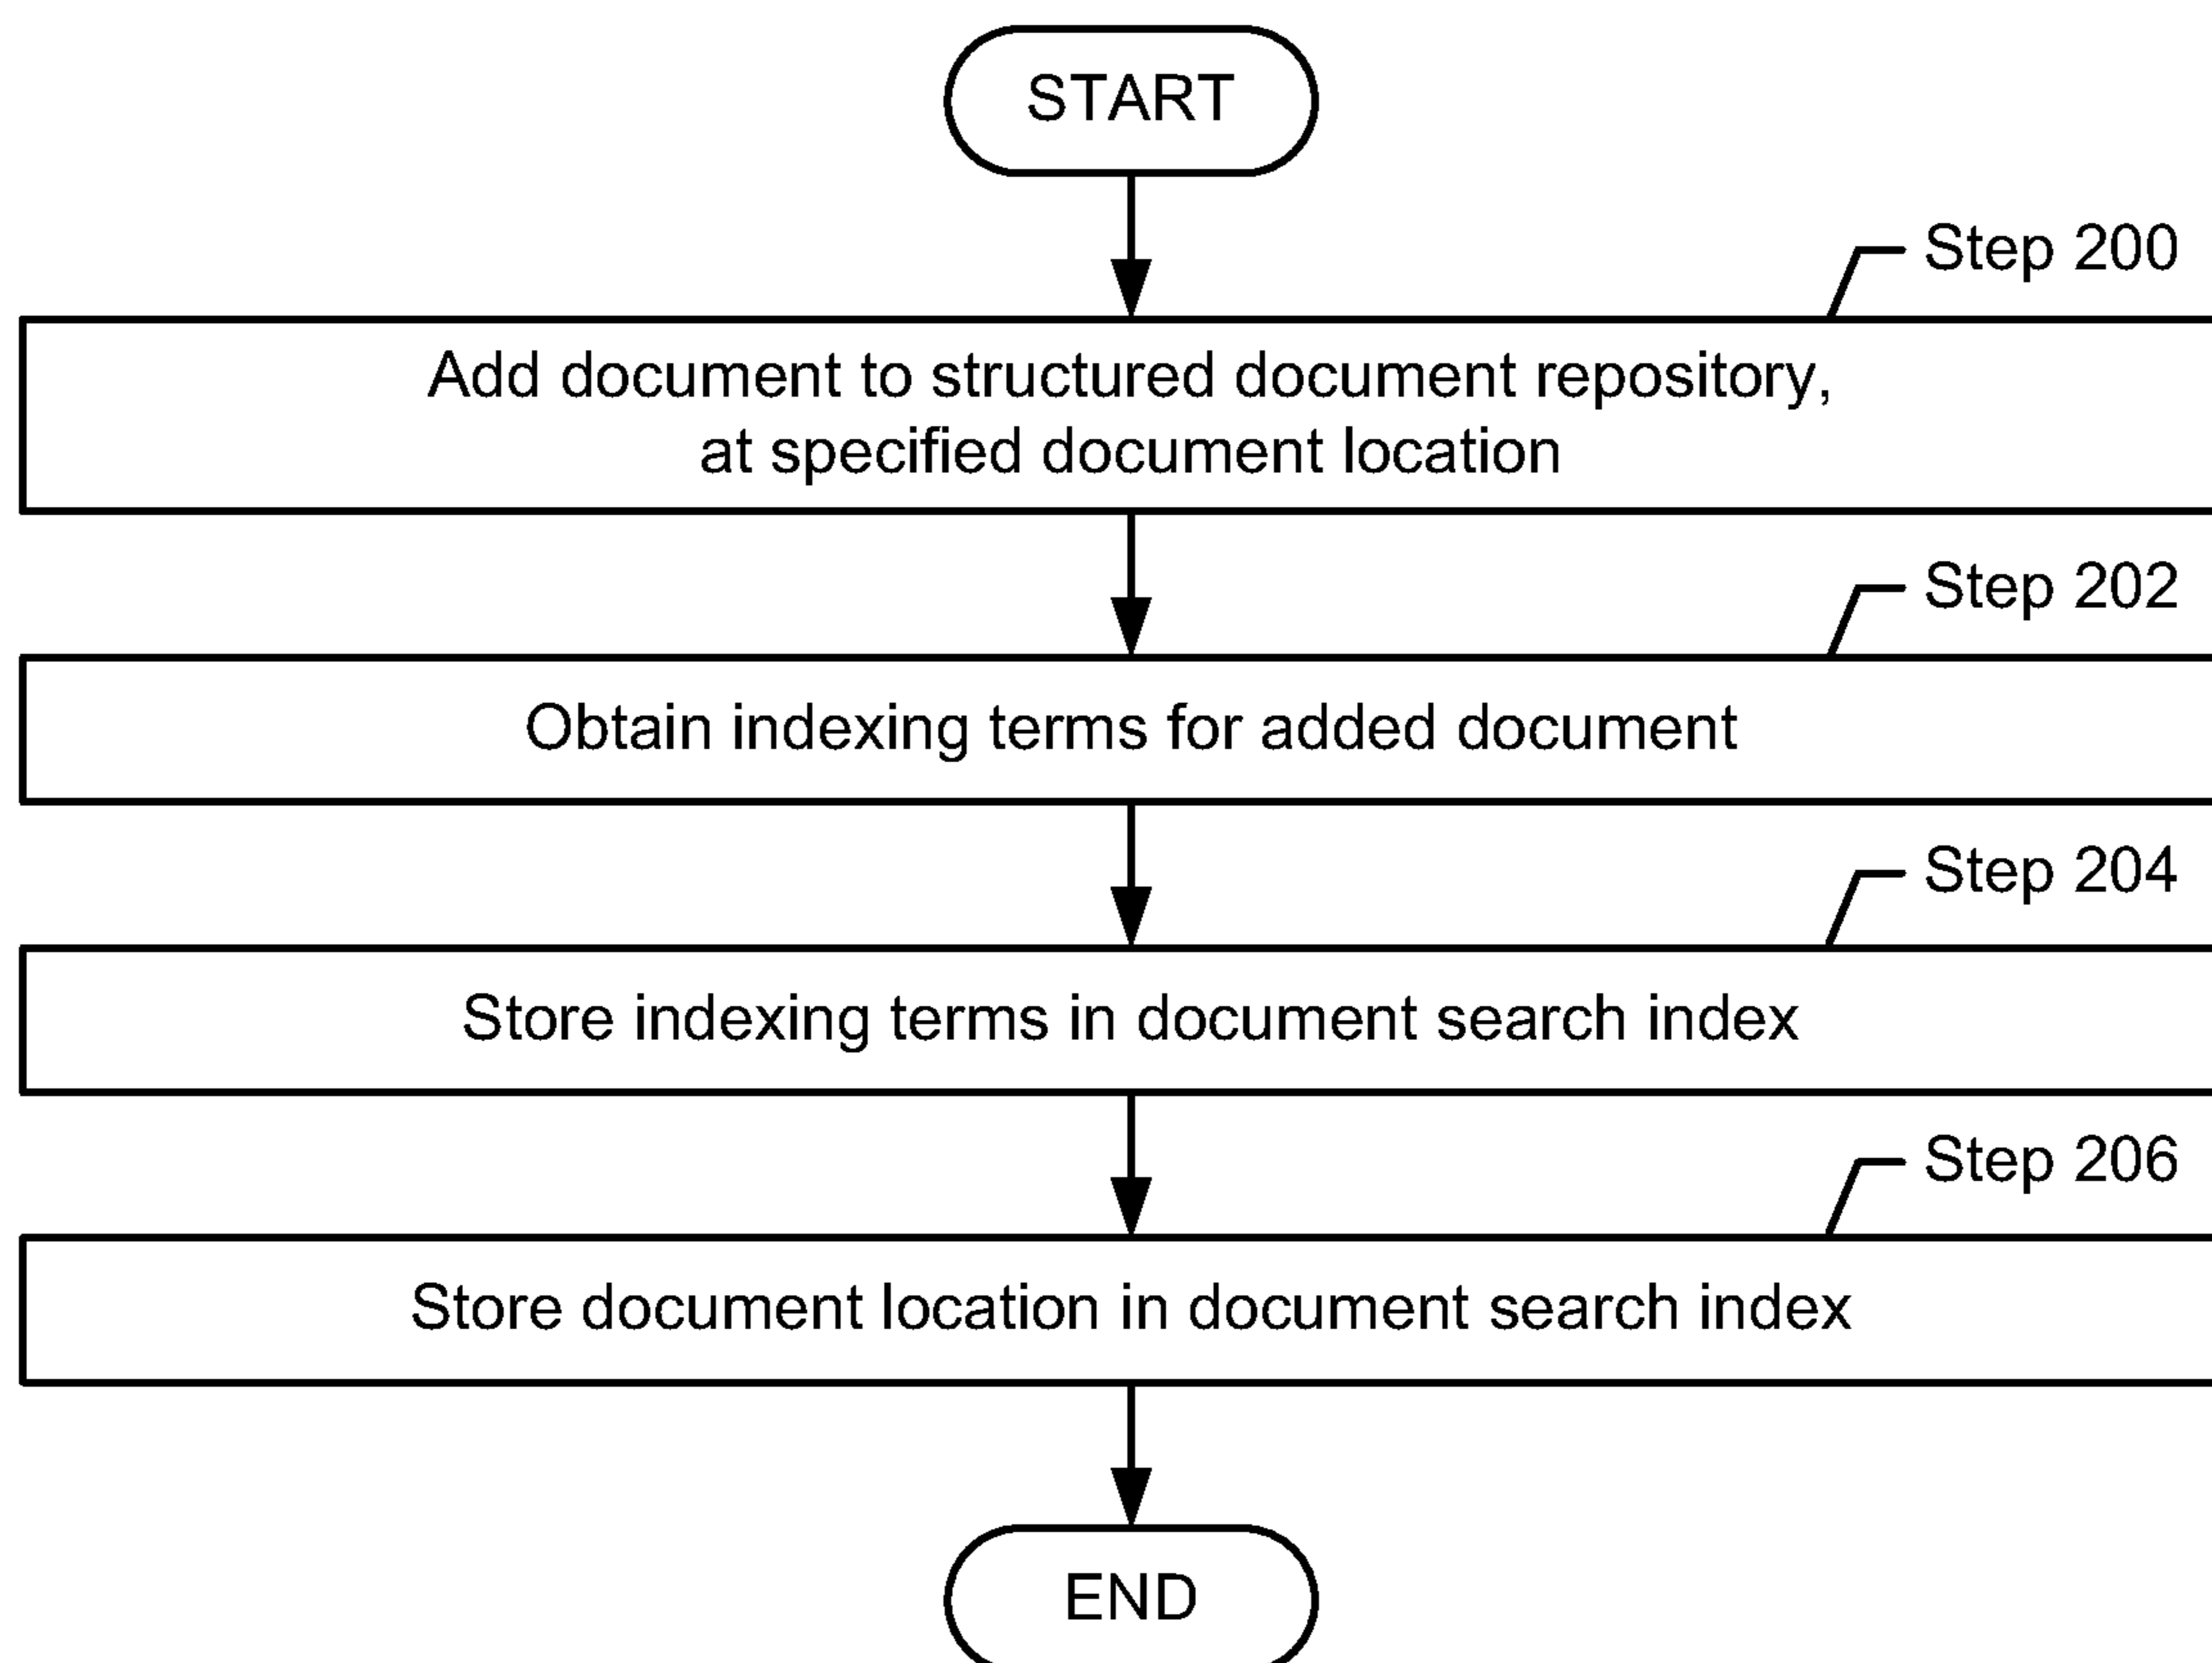 START
Step 200
Add document to structured document repository,
at specified document location
Step 202
Obtain indexing terms for added document
Step 204
Store indexing terms in document search index
Step 206
Store document location in document search index
END